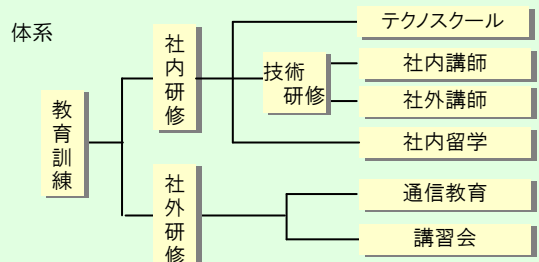 体系
教育訓練
社内研修
社外研修
技術
研修
テクノスクール
社内講師
社外講師
社内留学
通信教育
講習会